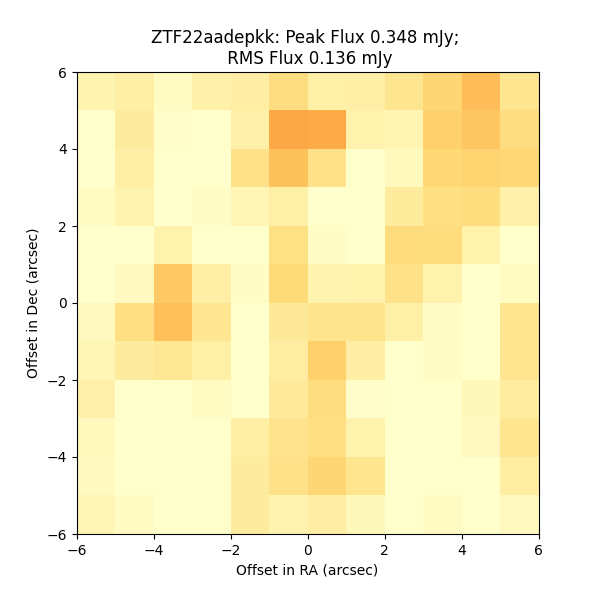 ZTF22aadepkk: Peak Flux 0.348 mJy;
RMS Flux 0.136 mJy
6
4
2
0
−2
−4
−6
Offset in Dec (arcsec)
−6 −4 −2 0 2 4 6
Offset in RA (arcsec)